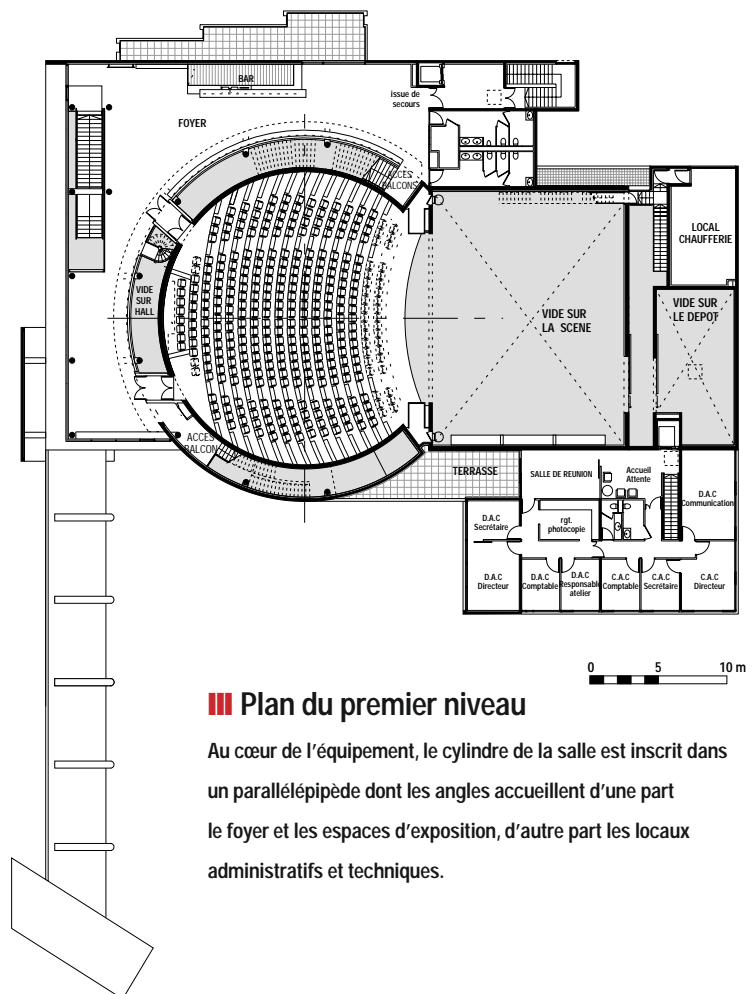 BAR
issue de
secours
FOYER
ACCÈS
BALCONS
LOCAL
CHAUFFERIE
VIDE
SUR
HALL
VIDE SUR
LA SCENE
VIDE SUR
LE DEPOT
ACCÈS
BALCON
TERRASSE
SALLE DE REUNION
Accueil
Attente
D.A.C
Communication
D.A.C
Secrétaire
rgt.
photocopie
D.A.C
Directeur
D.A.C
Comptable
D.A.C
Responsable
atelier
C.A.C
Comptable
C.A.C
Secrétaire
C.A.C
Directeur
0 5 10 m
Plan du premier niveau
Au cœur de l'équipement, le cylindre de la salle est inscrit dans
un parallélépipède dont les angles accueillent d'une part
le foyer et les espaces d'exposition, d'autre part les locaux
administratifs et techniques.